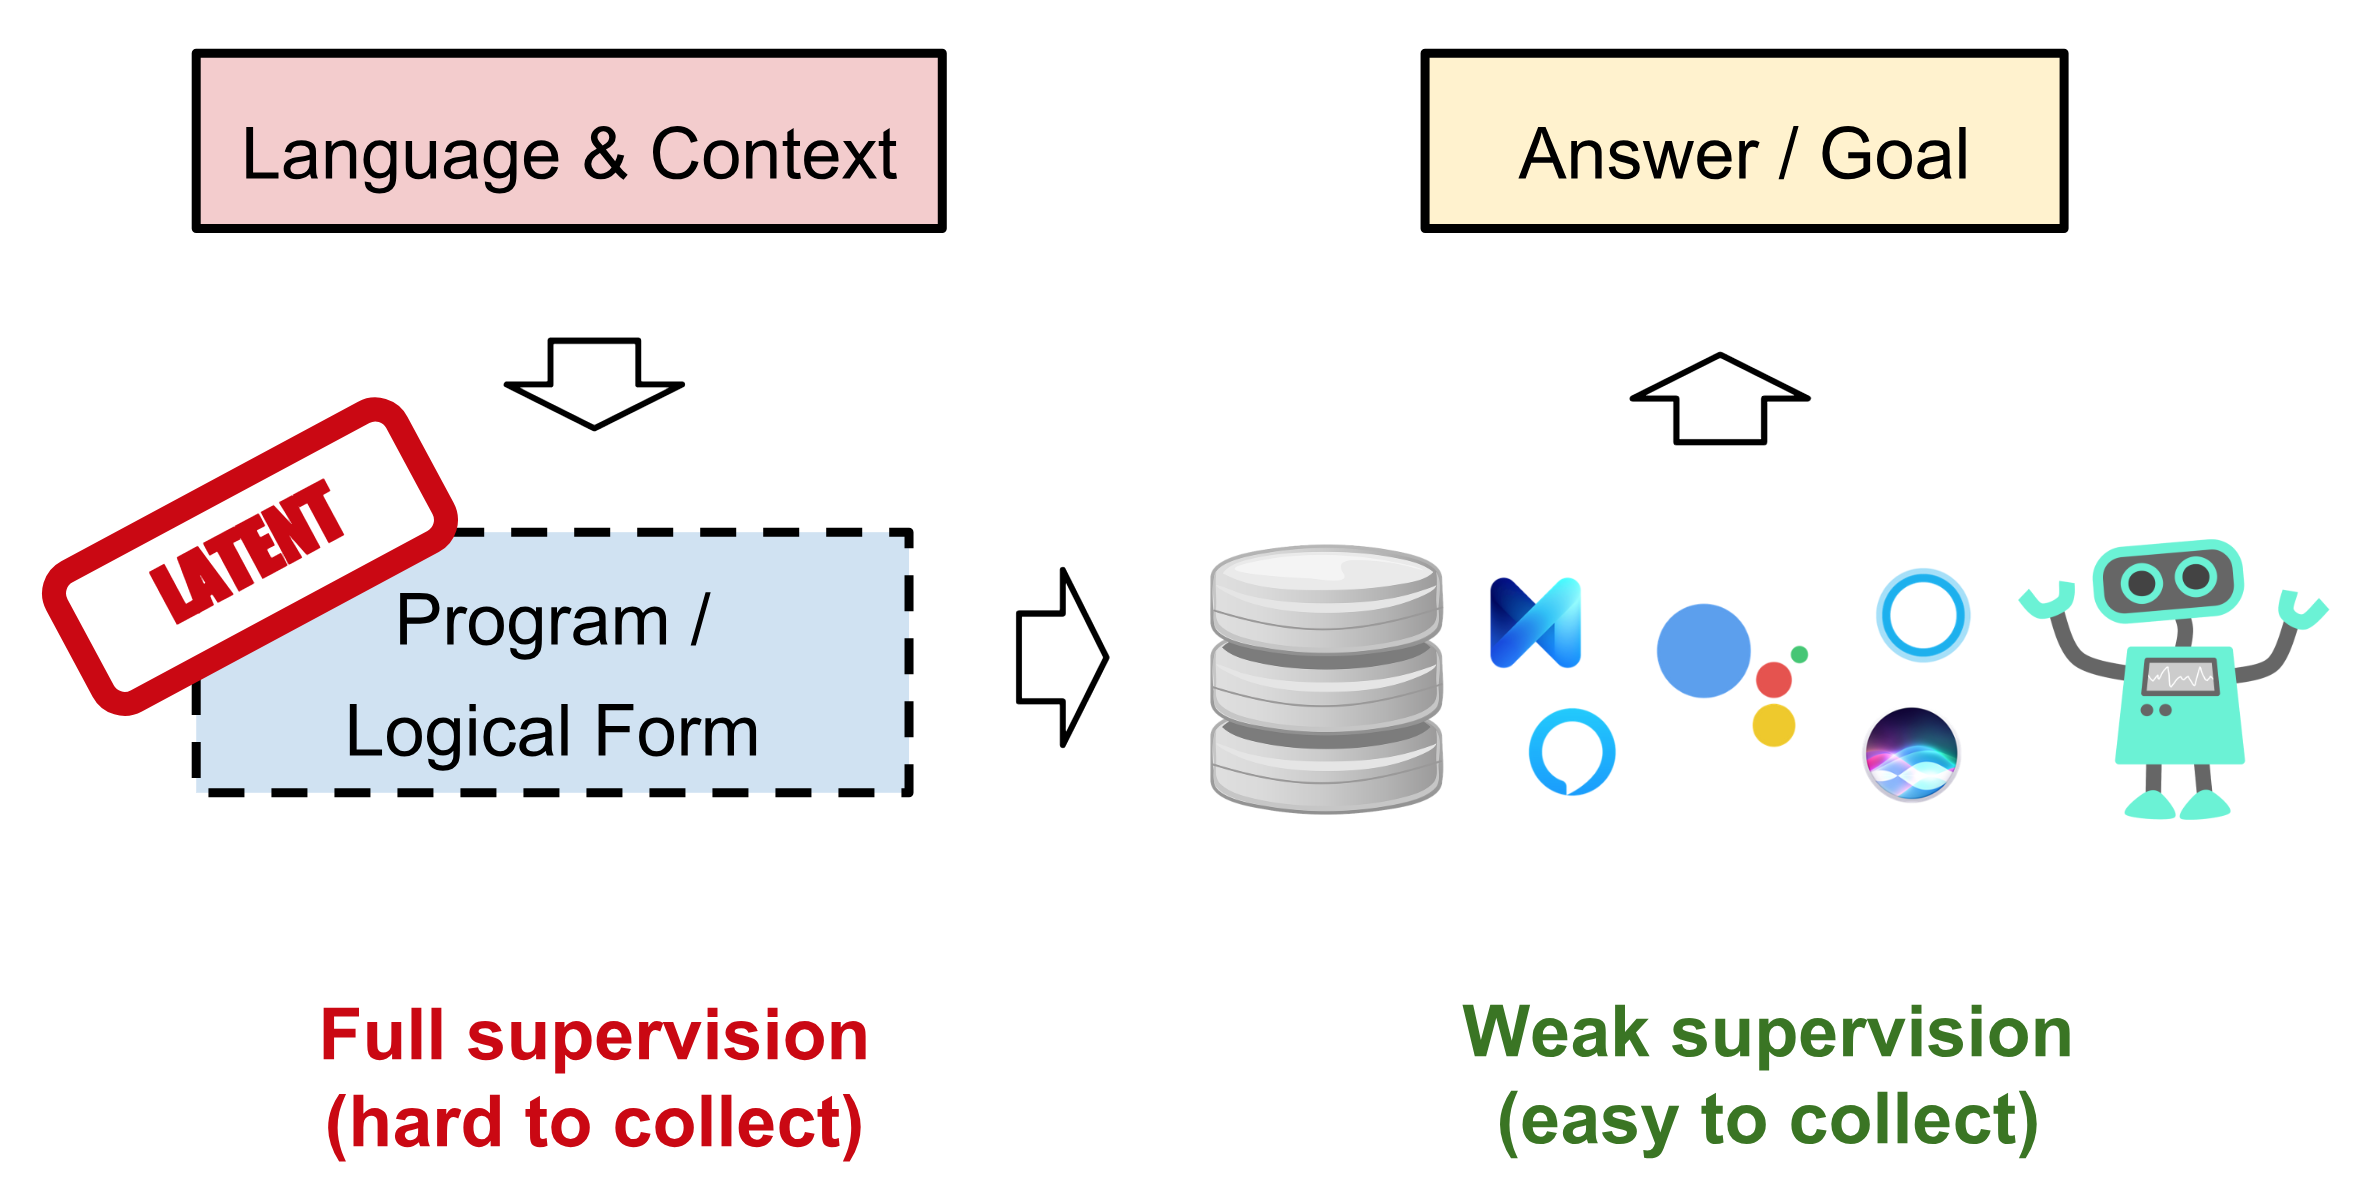 Language & Context
Answer / Goal
LATENT
Program /
Logical Form
Full supervision
(hard to collect)
Weak supervision
(easy to collect)